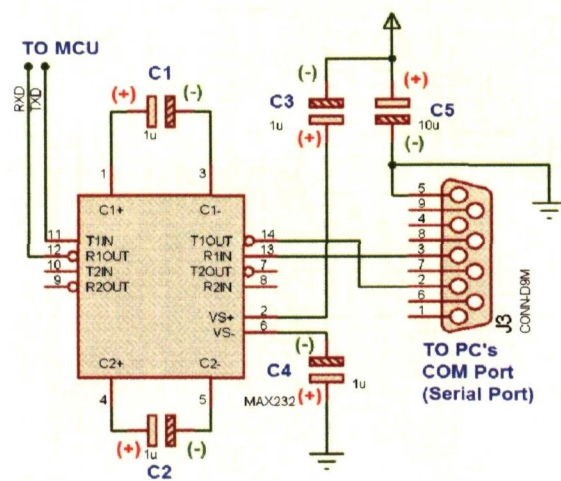 TO MCU
RXD
TXD
C1
(+)
(-)
1u
1
3
C1+
C1-
11
T1IN
T1OUT
14
12
R1OUT
R1IN
13
10
T2IN
T2OUT
7
9
R2OUT
R2IN
8
VS+
2
VS-
6
C2+
C2-
4
5
(+)
1u
(-)
C2
(-)
C3
1u
(+)
(+)
C5
10u
(-)
(-)
C4
1u
MAX232
(+)
5
9
4
8
3
7
2
6
1
J3
CONN-D9M
TO PC's
COM Port
(Serial Port)